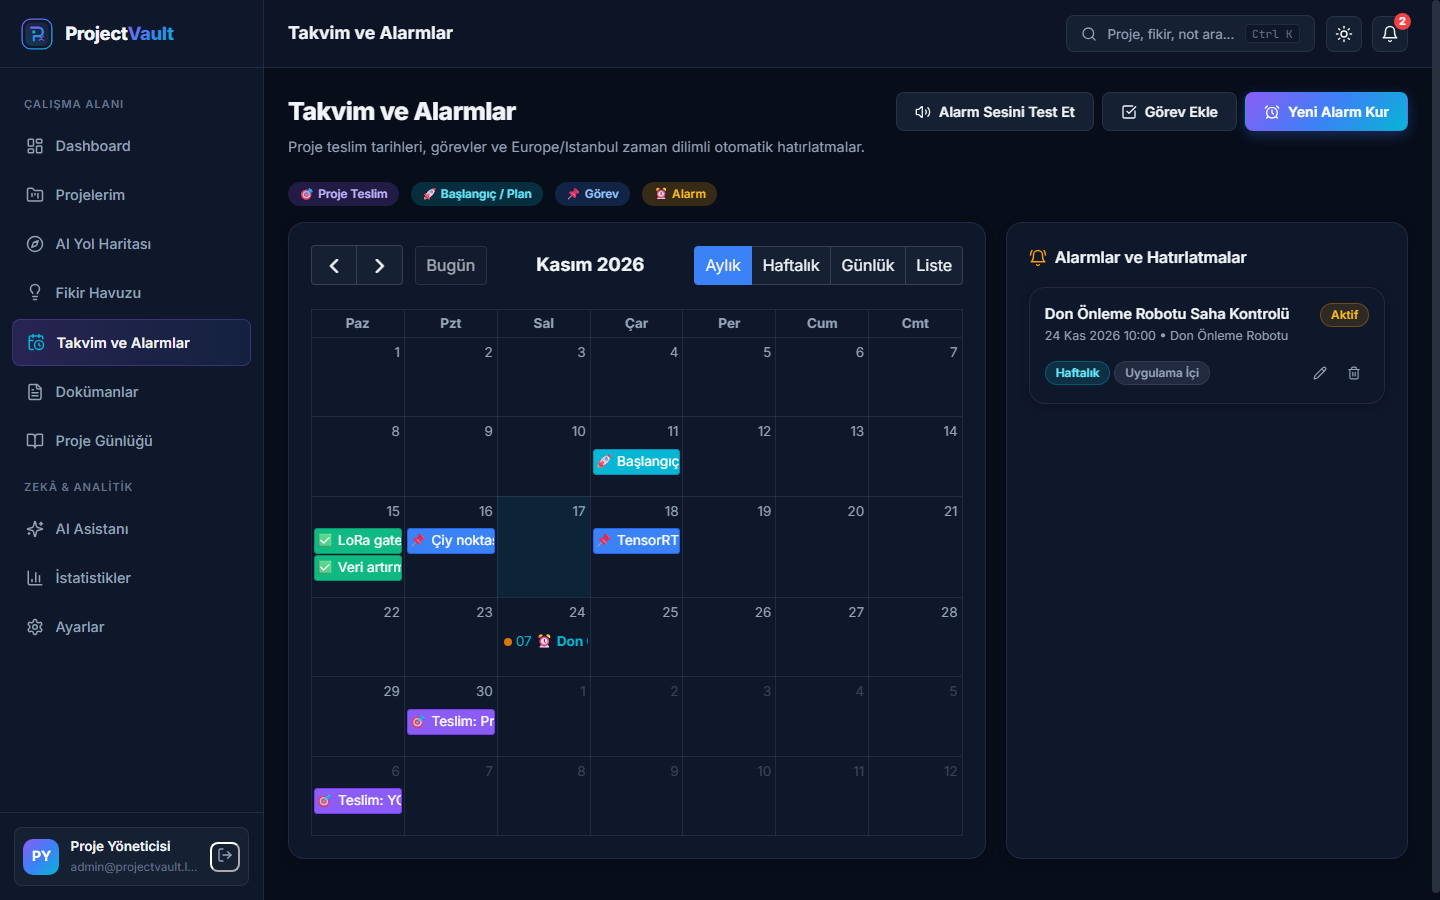 ProjectVault
Takvim ve Alarmlar
Proje, fikir, not ara...
Ctrl K
2
ÇALIŞMA ALANI
Dashboard
Projelerim
AI Yol Haritası
Fikir Havuzu
Takvim ve Alarmlar
Dokümanlar
Proje Günlüğü
ZEKÂ & ANALİTİK
AI Asistanı
İstatistikler
Ayarlar
PY
Proje Yöneticisi
admin@projectvault.l...
Takvim ve Alarmlar
Proje teslim tarihleri, görevler ve Europe/Istanbul zaman dilimli otomatik hatırlatmalar.
Alarm Sesini Test Et
Görev Ekle
Yeni Alarm Kur
🎯 Proje Teslim
🚀 Başlangıç / Plan
📌 Görev
⏰ Alarm
Bugün
Kasım 2026
Aylık
Haftalık
Günlük
Liste
Paz Pzt Sal Çar Per Cum Cmt
1 2 3 4 5 6 7
8 9 10 11 12 13 14
🚀 Başlangıç
15 16 17 18 19 20 21
✅ LoRa gate
📌 Çiy noktas
📌 TensorRT
✅ Veri artırm
22 23 24 25 26 27 28
07 ⏰ Don
29 30 1 2 3 4 5
🎯 Teslim: Pr
6 7 8 9 10 11 12
🎯 Teslim: YO
Alarmlar ve Hatırlatmalar
Don Önleme Robotu Saha Kontrolü
Aktif
24 Kas 2026 10:00 • Don Önleme Robotu
Haftalık
Uygulama İçi